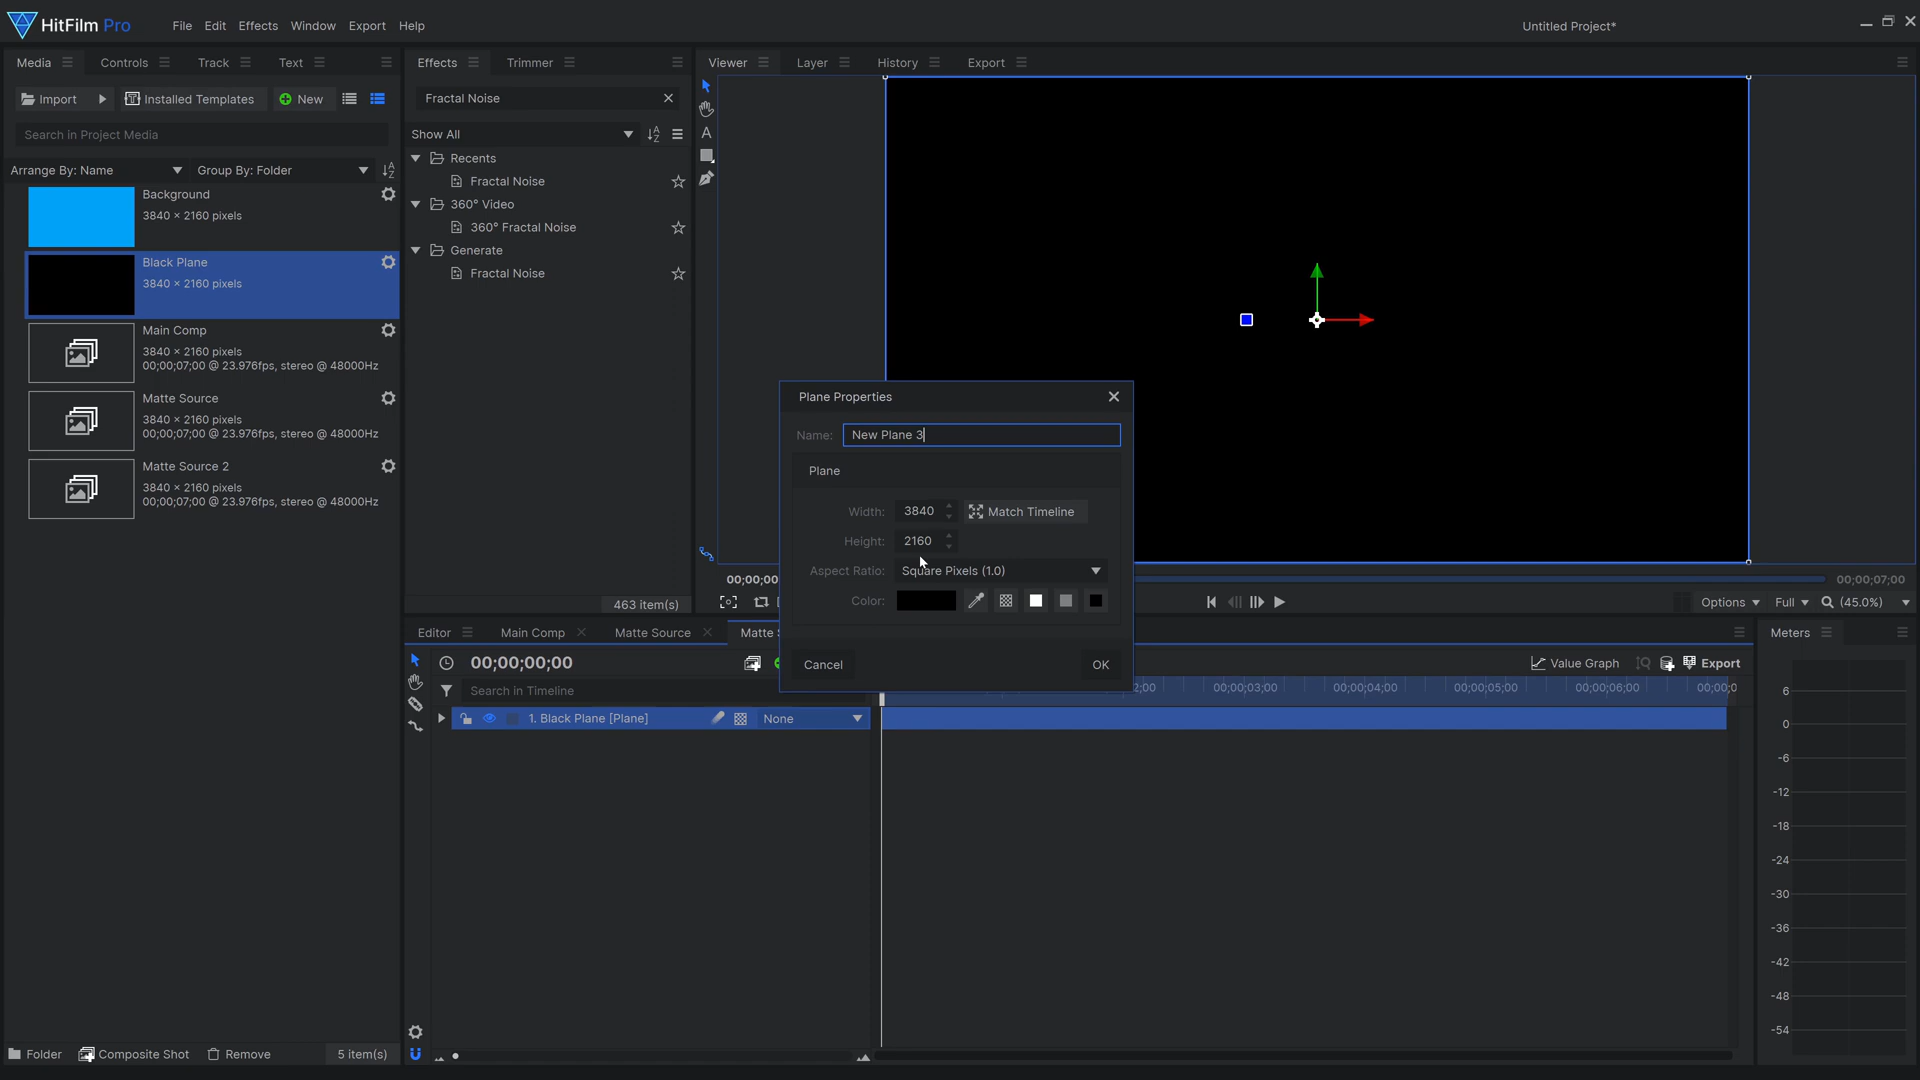 HitFilm Pro
File Edit Effects Window Export Help
Untitled Project*
Media Controls Track Text
Effects Trimmer
Viewer Layer History Export
Import Installed Templates New
Fractal Noise
Search in Project Media
Show All
Arrange By: Name Group By: Folder
Recents
Fractal Noise
360° Video
360° Fractal Noise
Generate
Fractal Noise
Background
3840 × 2160 pixels
Black Plane
3840 × 2160 pixels
Main Comp
3840 × 2160 pixels
00;00;07;00 @ 23.976fps, stereo @ 48000Hz
Matte Source
3840 × 2160 pixels
00;00;07;00 @ 23.976fps, stereo @ 48000Hz
Matte Source 2
3840 × 2160 pixels
00;00;07;00 @ 23.976fps, stereo @ 48000Hz
Plane Properties
Name: New Plane 3
Plane
Width: 3840 Match Timeline
Height: 2160
Aspect Ratio: Square Pixels (1.0)
Color:
Cancel OK
00;00;00 00;00;07;00
463 item(s)
Options Full (45.0%)
Editor Main Comp Matte Source Matte S
Meters
00;00;00;00
Value Graph Export
Search in Timeline
2;00 00;00;03;00 00;00;04;00 00;00;05;00 00;00;06;00 00;00;0
1. Black Plane [Plane] None
6
0
-6
-12
-18
-24
-30
-36
-42
-48
-54
Folder Composite Shot Remove 5 item(s)